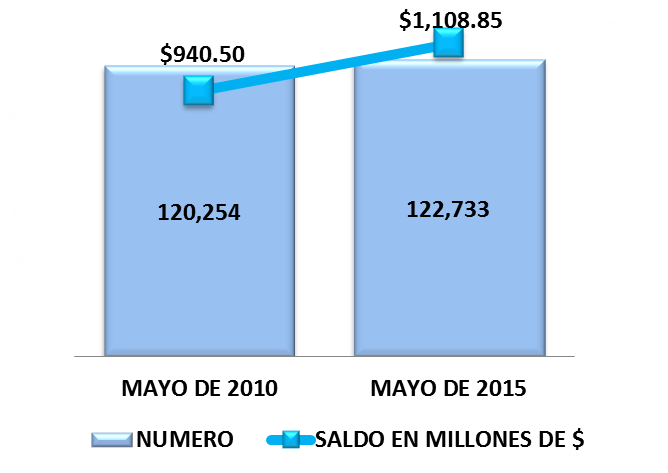 $940.50
$1,108.85
120,254
122,733
MAYO DE 2010
MAYO DE 2015
NUMERO
SALDO EN MILLONES DE $